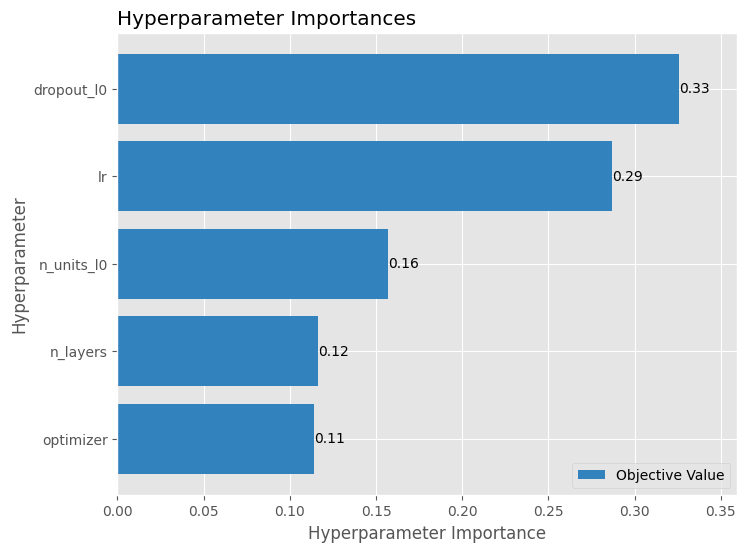 Hyperparameter Importances
Hyperparameter
dropout_l0
0.33
lr
0.29
n_units_l0
0.16
n_layers
0.12
optimizer
0.11
Objective Value
0.00 0.05 0.10 0.15 0.20 0.25 0.30 0.35
Hyperparameter Importance